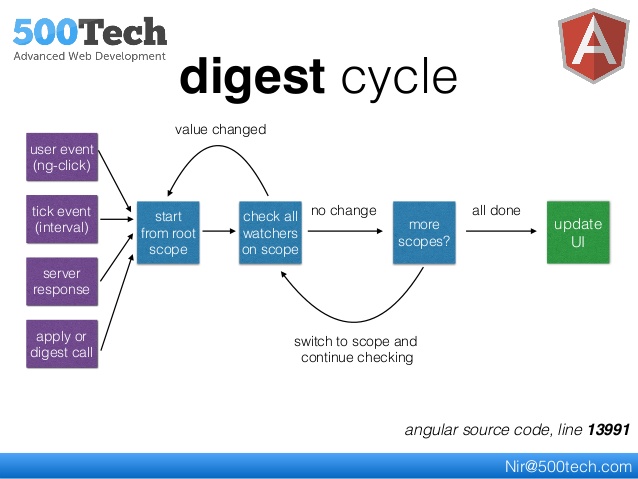 500Tech
Advanced Web Development
A
digest cycle
value changed
user event
(ng-click)
tick event
(interval)
server
response
apply or
digest call
start
from root
scope
check all
watchers
on scope
no change
more
scopes?
all done
update
UI
switch to scope and
continue checking
angular source code, line 13991
Nir@500tech.com